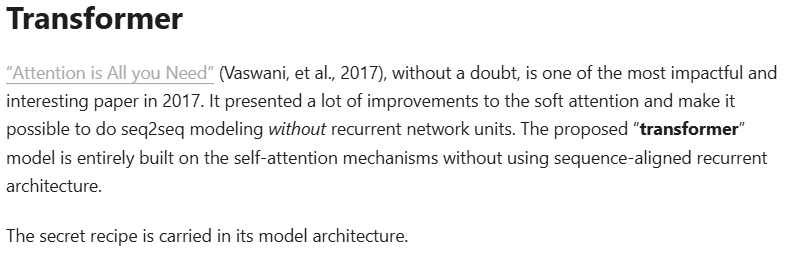 Transformer
“Attention is All you Need” (Vaswani, et al., 2017), without a doubt, is one of the most impactful and
interesting paper in 2017. It presented a lot of improvements to the soft attention and make it
possible to do seq2seq modeling without recurrent network units. The proposed “transformer”
model is entirely built on the self-attention mechanisms without using sequence-aligned recurrent
architecture.
The secret recipe is carried in its model architecture.